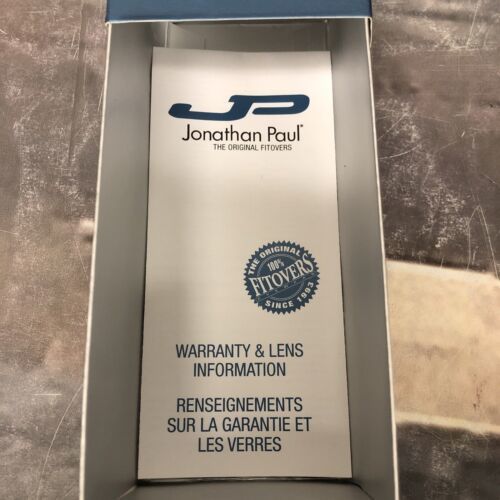 JP
Jonathan Paul®
THE ORIGINAL FITOVERS
THE ORIGINAL
100%
FITOVERS
SINCE 1993
WARRANTY & LENS
INFORMATION
RENSEIGNEMENTS
SUR LA GARANTIE ET
LES VERRES